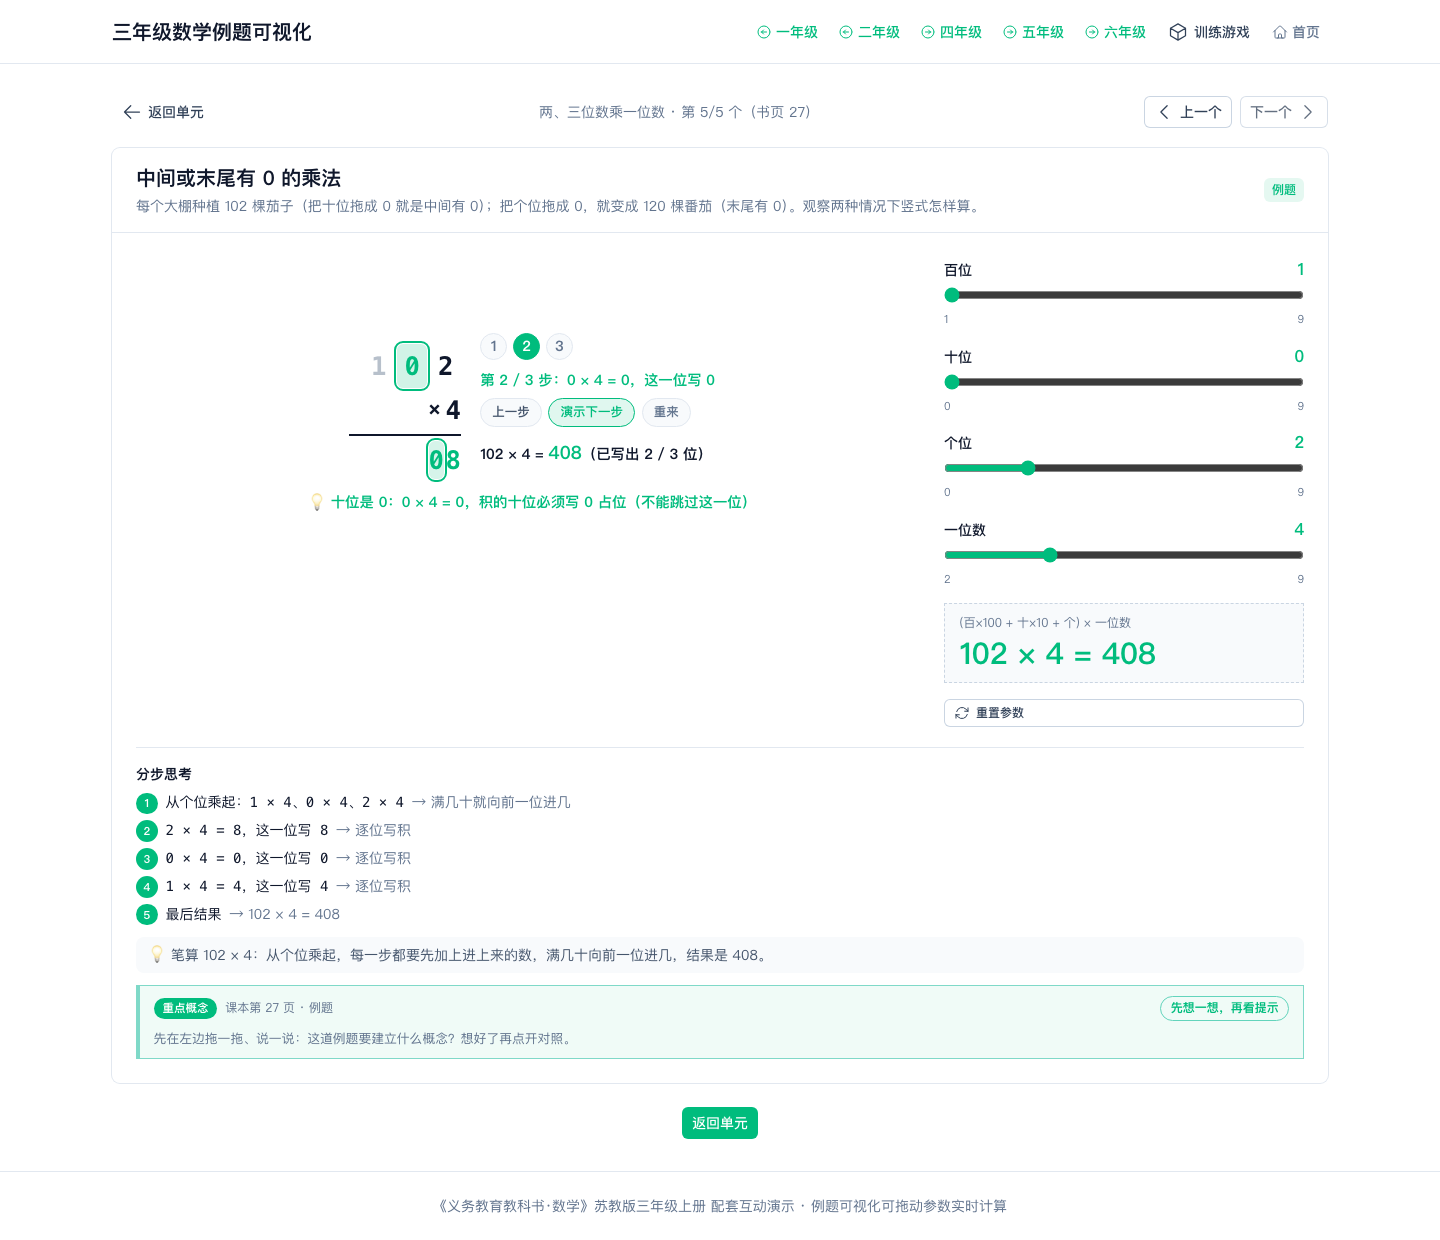 三年级数学例题可视化
一年级 二年级 四年级 五年级 六年级 训练游戏 首页
返回单元
两、三位数乘一位数 · 第 5/5 个（书页 27）
上一个 下一个
中间或末尾有 0 的乘法
每个大棚种植 102 棵茄子（把十位拖成 0 就是中间有 0）；把个位拖成 0，就变成 120 棵番茄（末尾有 0）。观察两种情况下竖式怎样算。
例题
1 0 2
× 4
0 8
1 2 3
第 2 / 3 步：0 × 4 = 0，这一位写 0
上一步 演示下一步 重来
102 × 4 = 408（已写出 2 / 3 位）
💡 十位是 0：0 × 4 = 0，积的十位必须写 0 占位（不能跳过这一位）
百位 1
1 9
十位 0
0 9
个位 2
0 9
一位数 4
2 9
(百×100 + 十×10 + 个) × 一位数
102 × 4 = 408
重置参数
分步思考
1 从个位乘起：1 × 4、0 × 4、2 × 4 → 满几十就向前一位进几
2 2 × 4 = 8，这一位写 8 → 逐位写积
3 0 × 4 = 0，这一位写 0 → 逐位写积
4 1 × 4 = 4，这一位写 4 → 逐位写积
5 最后结果 → 102 × 4 = 408
💡 笔算 102 × 4：从个位乘起，每一步都要先加上进上来的数，满几十向前一位进几，结果是 408。
重点概念 课本第 27 页 · 例题
先想一想，再看提示
先在左边拖一拖、说一说：这道例题要建立什么概念？想好了再点开对照。
返回单元
《义务教育教科书·数学》苏教版三年级上册 配套互动演示 · 例题可视化可拖动参数实时计算